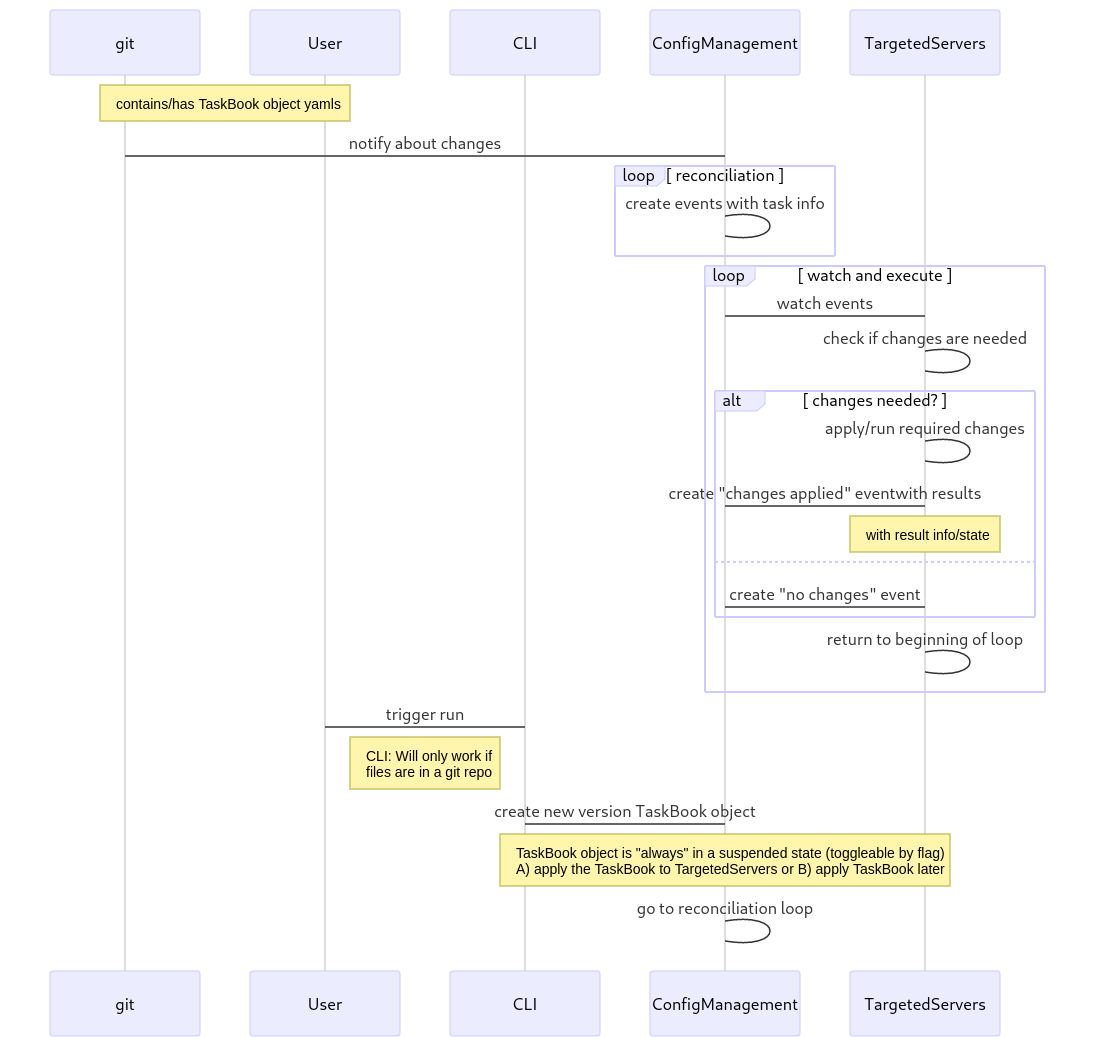 git
User
CLI
ConfigManagement
TargetedServers
contains/has TaskBook object yamls
notify about changes
loop
[ reconciliation ]
create events with task info
loop
[ watch and execute ]
watch events
check if changes are needed
alt
[ changes needed? ]
apply/run required changes
create "changes applied" eventwith results
with result info/state
create "no changes" event
return to beginning of loop
trigger run
CLI: Will only work if
files are in a git repo
create new version TaskBook object
TaskBook object is "always" in a suspended state (toggleable by flag)
A) apply the TaskBook to TargetedServers or B) apply TaskBook later
go to reconciliation loop
git
User
CLI
ConfigManagement
TargetedServers